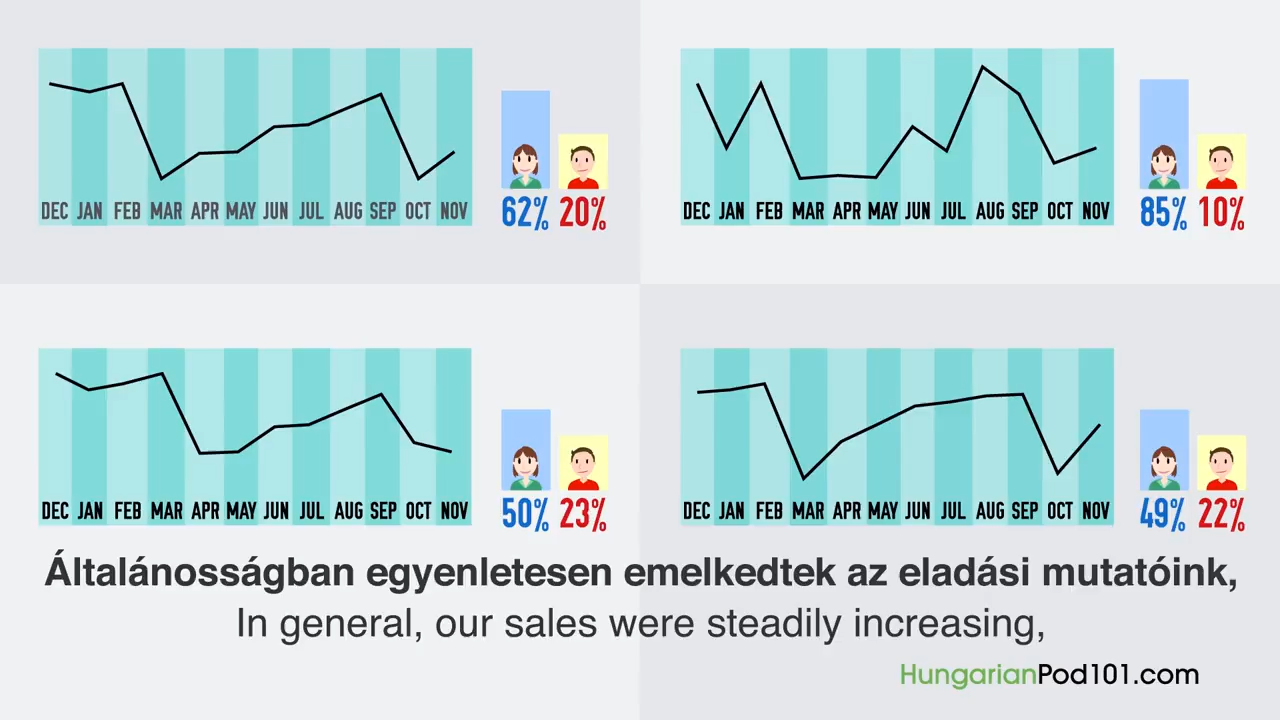 DEC JAN FEB MAR APR MAY JUN JUL AUG SEP OCT NOV
62% 20%
DEC JAN FEB MAR APR MAY JUN JUL AUG SEP OCT NOV
85% 10%
DEC JAN FEB MAR APR MAY JUN JUL AUG SEP OCT NOV
50% 23%
DEC JAN FEB MAR APR MAY JUN JUL AUG SEP OCT NOV
49% 22%
Általánosságban egyenletesen emelkedtek az eladási mutatóink,
In general, our sales were steadily increasing,
HungarianPod101.com